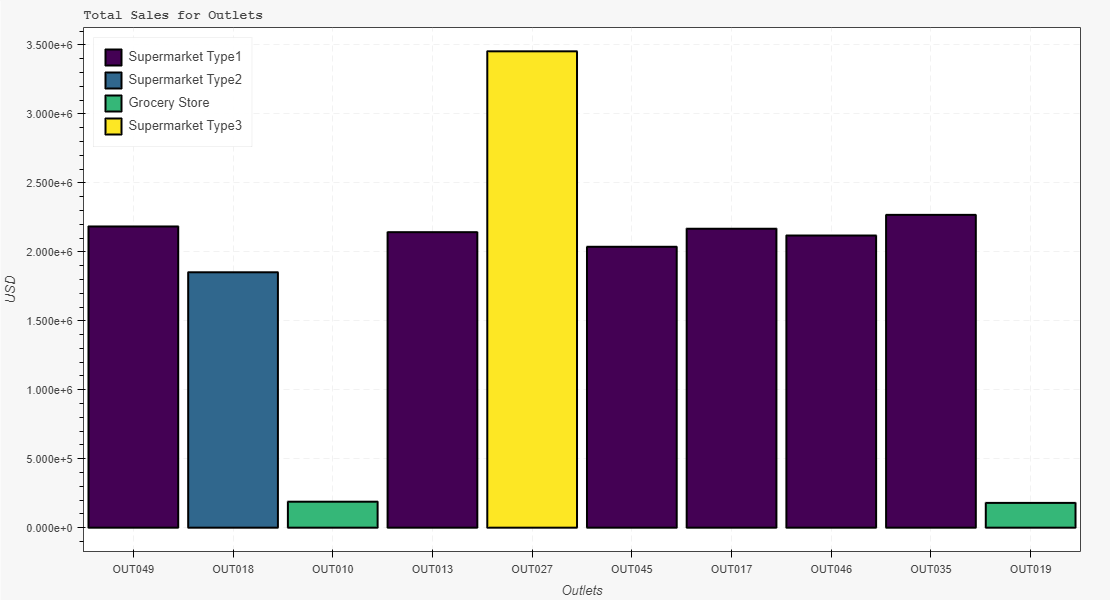 Total Sales for Outlets
3.500e+6
3.000e+6
2.500e+6
2.000e+6
1.500e+6
1.000e+6
5.000e+5
0.000e+0
USD
Supermarket Type1
Supermarket Type2
Grocery Store
Supermarket Type3
OUT049 OUT018 OUT010 OUT013 OUT027 OUT045 OUT017 OUT046 OUT035 OUT019
Outlets